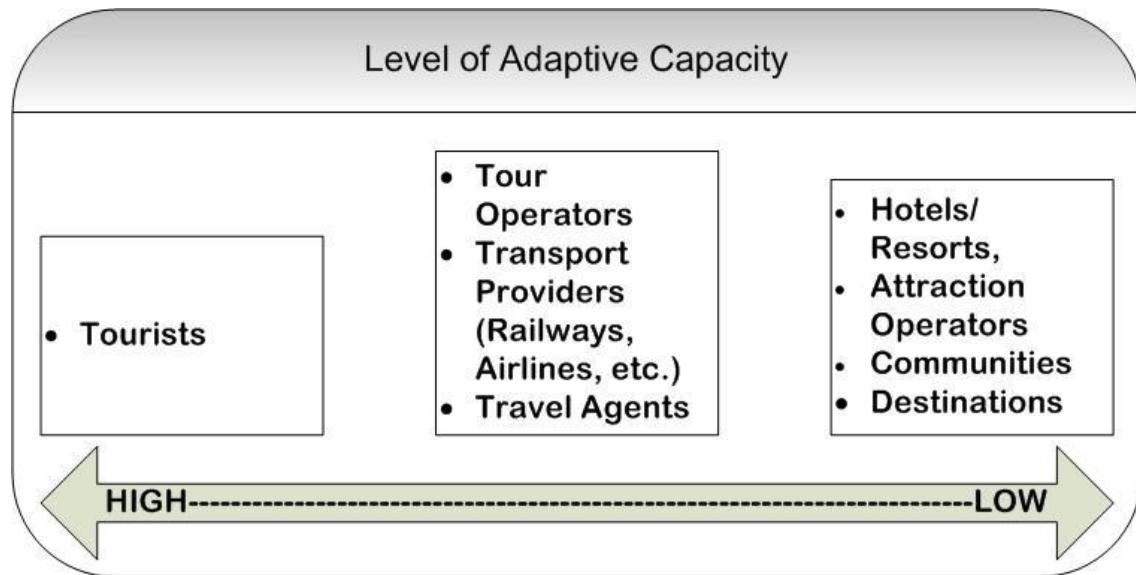 Level of Adaptive Capacity
• Tourists
• Tour
Operators
• Transport
Providers
(Railways,
Airlines, etc.)
• Travel Agents
• Hotels/
Resorts,
• Attraction
Operators
• Communities
• Destinations
HIGH------------------------------------------------------------LOW